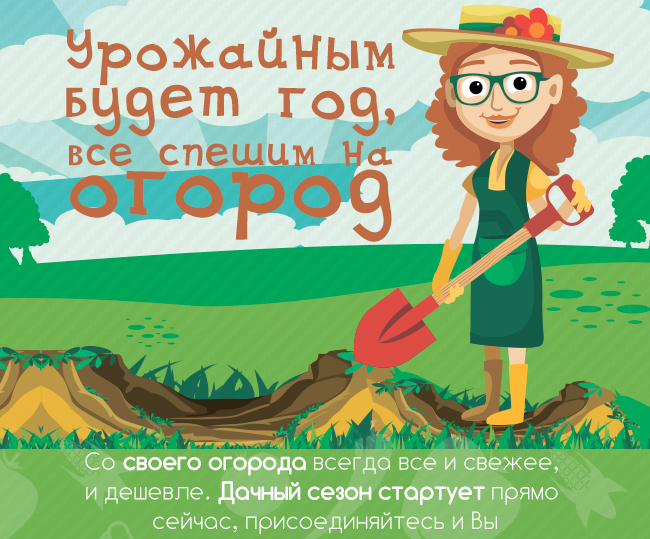 Урожайным
будет год,
все спешим на
огород
Со своего огорода всегда все и свежее,
и дешевле. Дачный сезон стартует прямо
сейчас, присоединяйтесь и Вы